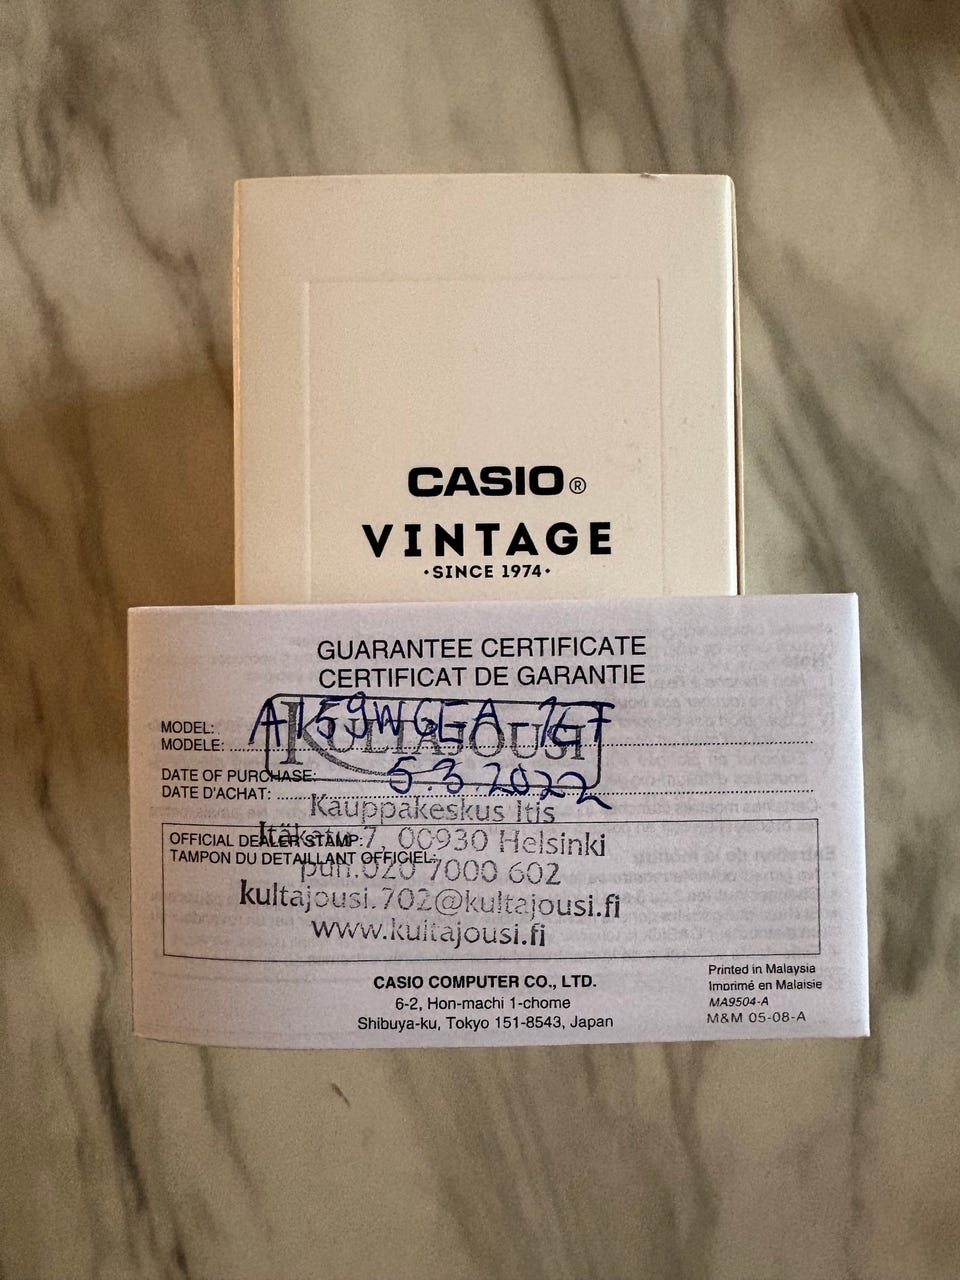 CASIO®
VINTAGE
·SINCE 1974·
GUARANTEE CERTIFICATE
CERTIFICAT DE GARANTIE
MODEL:
MODELE:
A159WGEA-1EF
KULTAJOUSI
DATE OF PURCHASE:
DATE D'ACHAT:
5.3.2022
Kauppakeskus Itis
OFFICIAL DEALER STAMP:
TAMPON DU DETAILLANT OFFICIEL:
Itäkatu 7, 00930 Helsinki
puh.020 7000 602
kultajousi.702@kultajousi.fi
www.kultajousi.fi
CASIO COMPUTER CO., LTD.
6-2, Hon-machi 1-chome
Shibuya-ku, Tokyo 151-8543, Japan
Printed in Malaysia
Imprimé en Malaisie
MA9504-A
M&M 05-08-A